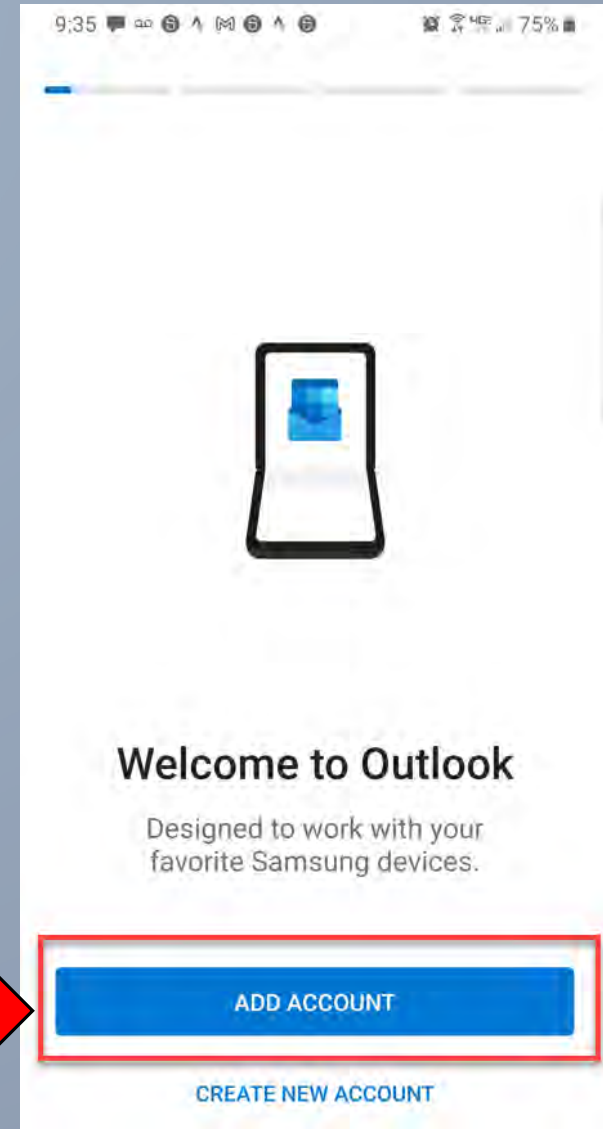 9:35 75%
Welcome to Outlook
Designed to work with your
favorite Samsung devices.
ADD ACCOUNT
CREATE NEW ACCOUNT